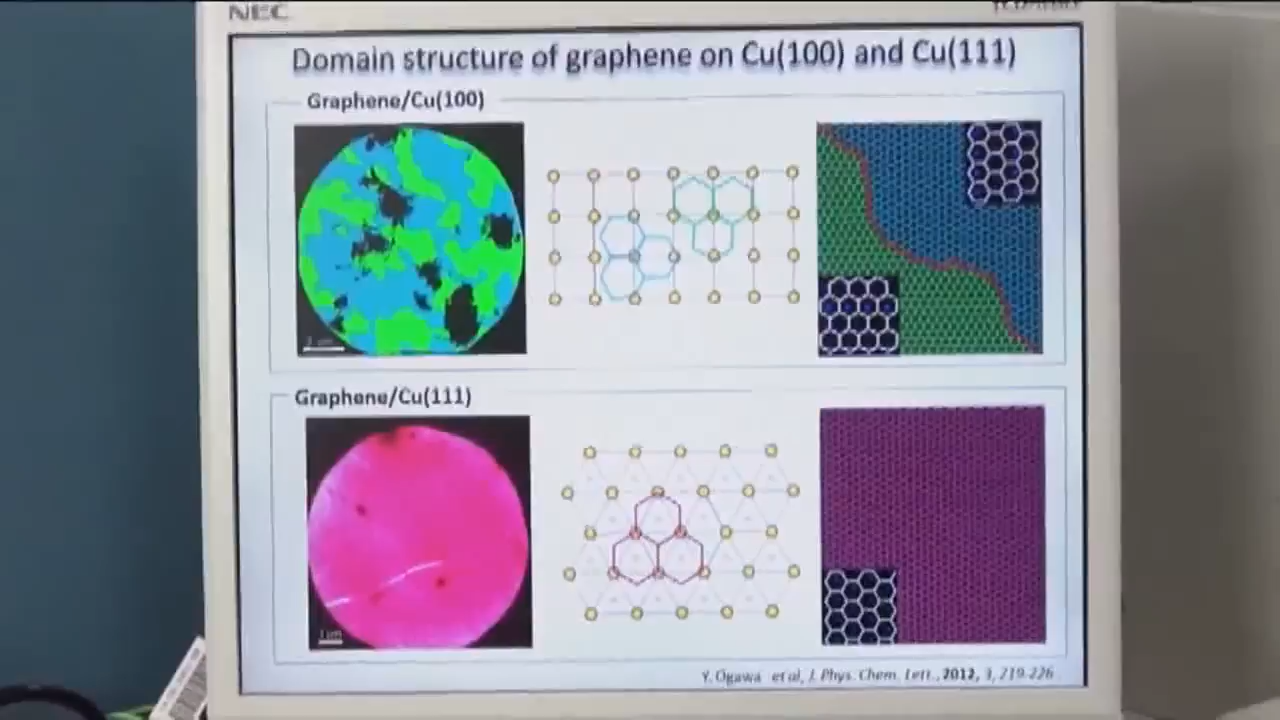 NEC
Domain structure of graphene on Cu(100) and Cu(111)
Graphene/Cu(100)
Graphene/Cu(111)
Y. Ogawa et al, J. Phys. Chem. Lett., 2012, 3, 219-226